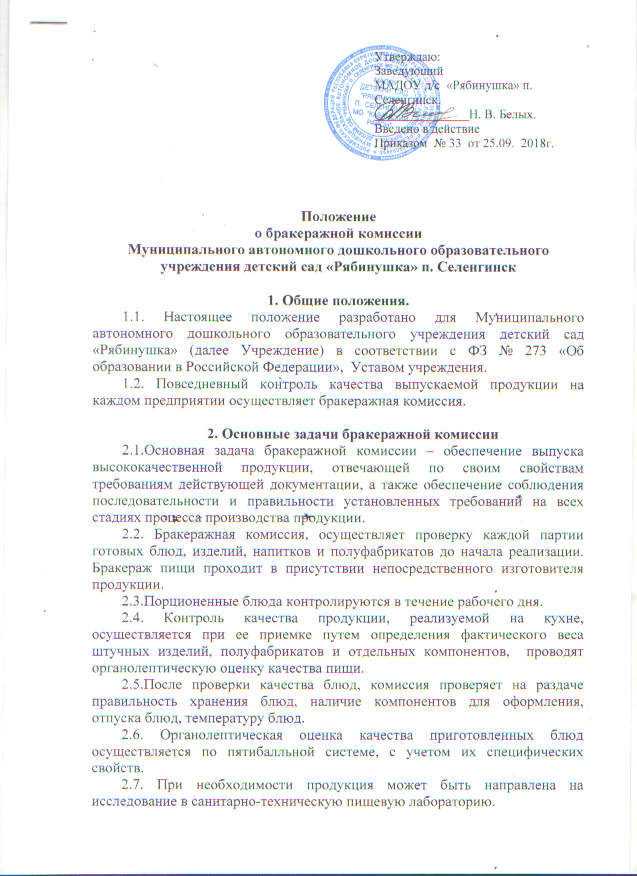 Утверждаю:
Заведующий
МАДОУ д/с «Рябинушка» п.
Селенгинск.
Н. В. Белых.
Введено в действие
Приказом № 33 от 25.09. 2018г.
Положение
о бракеражной комиссии
Муниципального автономного дошкольного образовательного
учреждения детский сад «Рябинушка» п. Селенгинск
1. Общие положения.
1.1. Настоящее положение разработано для Муниципального
автономного дошкольного образовательного учреждения детский сад
«Рябинушка» (далее Учреждение) в соответствии с ФЗ № 273 «Об
образовании в Российской Федерации», Уставом учреждения.
1.2. Повседневный контроль качества выпускаемой продукции на
каждом предприятии осуществляет бракеражная комиссия.
2. Основные задачи бракеражной комиссии
2.1.Основная задача бракеражной комиссии – обеспечение выпуска
высококачественной продукции, отвечающей по своим свойствам
требованиям действующей документации, а также обеспечение соблюдения
последовательности и правильности установленных требований на всех
стадиях процесса производства продукции.
2.2. Бракеражная комиссия, осуществляет проверку каждой партии
готовых блюд, изделий, напитков и полуфабрикатов до начала реализации.
Бракераж пищи проходит в присутствии непосредственного изготовителя
продукции.
2.3.Порционенные блюда контролируются в течение рабочего дня.
2.4. Контроль качества продукции, реализуемой на кухне,
осуществляется при ее приемке путем определения фактического веса
штучных изделий, полуфабрикатов и отдельных компонентов, проводят
органолептическую оценку качества пищи.
2.5.После проверки качества блюд, комиссия проверяет на раздаче
правильность хранения блюд, наличие компонентов для оформления,
отпуска блюд, температуру блюд.
2.6. Органолептическая оценка качества приготовленных блюд
осуществляется по пятибалльной системе, с учетом их специфических
свойств.
2.7. При необходимости продукция может быть направлена на
исследование в санитарно-техническую пищевую лабораторию.